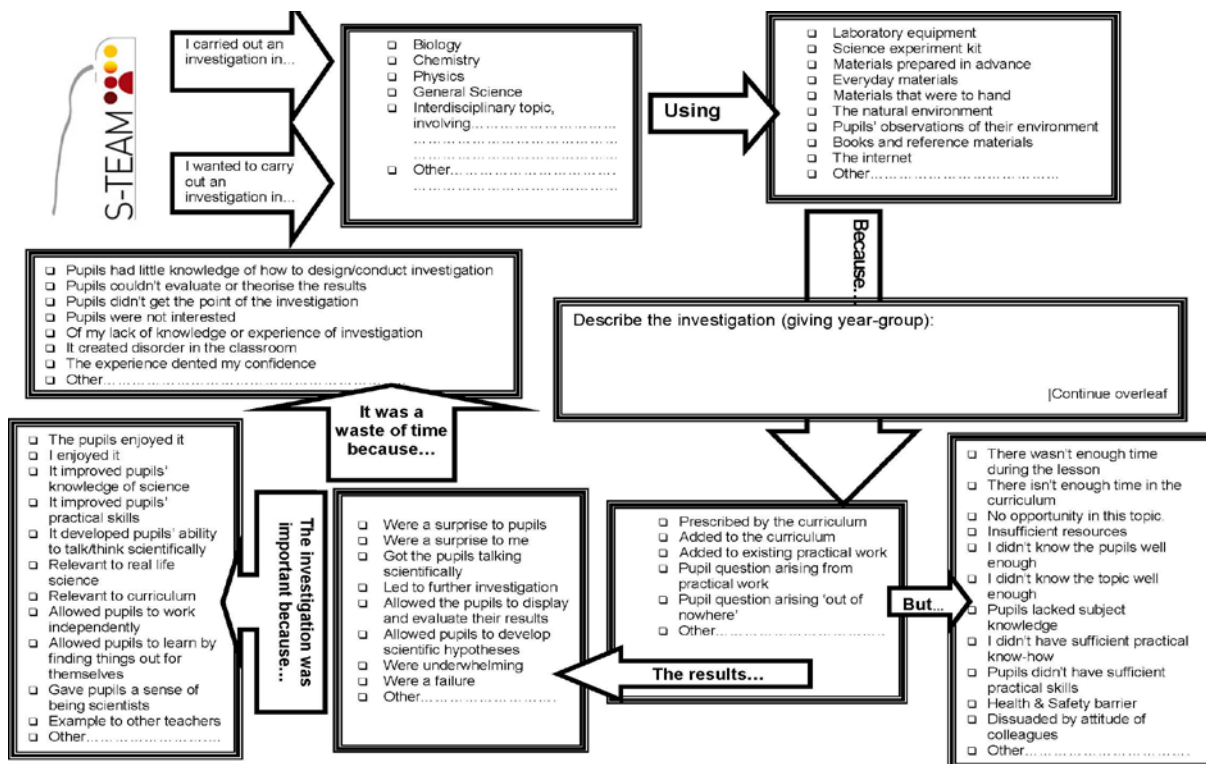 S-TEAM
I carried out an
investigation in...
I wanted to carry
out an
investigation in...
❑ Biology
❑ Chemistry
❑ Physics
❑ General Science
❑ Interdisciplinary topic,
involving……………………………
……………………………………
……………………………………
❑ Other……………………………….
……………………………………
Using
❑ Laboratory equipment
❑ Science experiment kit
❑ Materials prepared in advance
❑ Everyday materials
❑ Materials that were to hand
❑ The natural environment
❑ Pupils' observations of their environment
❑ Books and reference materials
❑ The internet
❑ Other……………………………………
Because...
Describe the investigation (giving year-group):
|Continue overleaf
❑ Prescribed by the curriculum
❑ Added to the curriculum
❑ Added to existing practical work
❑ Pupil question arising from
practical work
❑ Pupil question arising 'out of
nowhere'
❑ Other……………………………………
But...
❑ There wasn't enough time
during the lesson
❑ There isn't enough time in the
curriculum
❑ No opportunity in this topic.
❑ Insufficient resources
❑ I didn't know the pupils well
enough
❑ I didn't know the topic well
enough
❑ Pupils lacked subject
knowledge
❑ I didn't have sufficient practical
know-how
❑ Pupils didn't have sufficient
practical skills
❑ Health & Safety barrier
❑ Dissuaded by attitude of
colleagues
❑ Other……………………………….
The results...
❑ Were a surprise to pupils
❑ Were a surprise to me
❑ Got the pupils talking
scientifically
❑ Led to further investigation
❑ Allowed the pupils to display
and evaluate their results
❑ Allowed pupils to develop
scientific hypotheses
❑ Were underwhelming
❑ Were a failure
❑ Other……………………………….
The investigation was
important because...
❑ The pupils enjoyed it
❑ I enjoyed it
❑ It improved pupils'
knowledge of science
❑ It improved pupils'
practical skills
❑ It developed pupils' ability
to talk/think scientifically
❑ Relevant to real life
science
❑ Relevant to curriculum
❑ Allowed pupils to work
independently
❑ Allowed pupils to learn by
finding things out for
themselves
❑ Gave pupils a sense of
being scientists
❑ Example to other teachers
❑ Other……………………….
It was a
waste of time
because...
❑ Pupils had little knowledge of how to design/conduct investigation
❑ Pupils couldn't evaluate or theorise the results
❑ Pupils didn't get the point of the investigation
❑ Pupils were not interested
❑ Of my lack of knowledge or experience of investigation
❑ It created disorder in the classroom
❑ The experience dented my confidence
❑ Other……………………………………………………